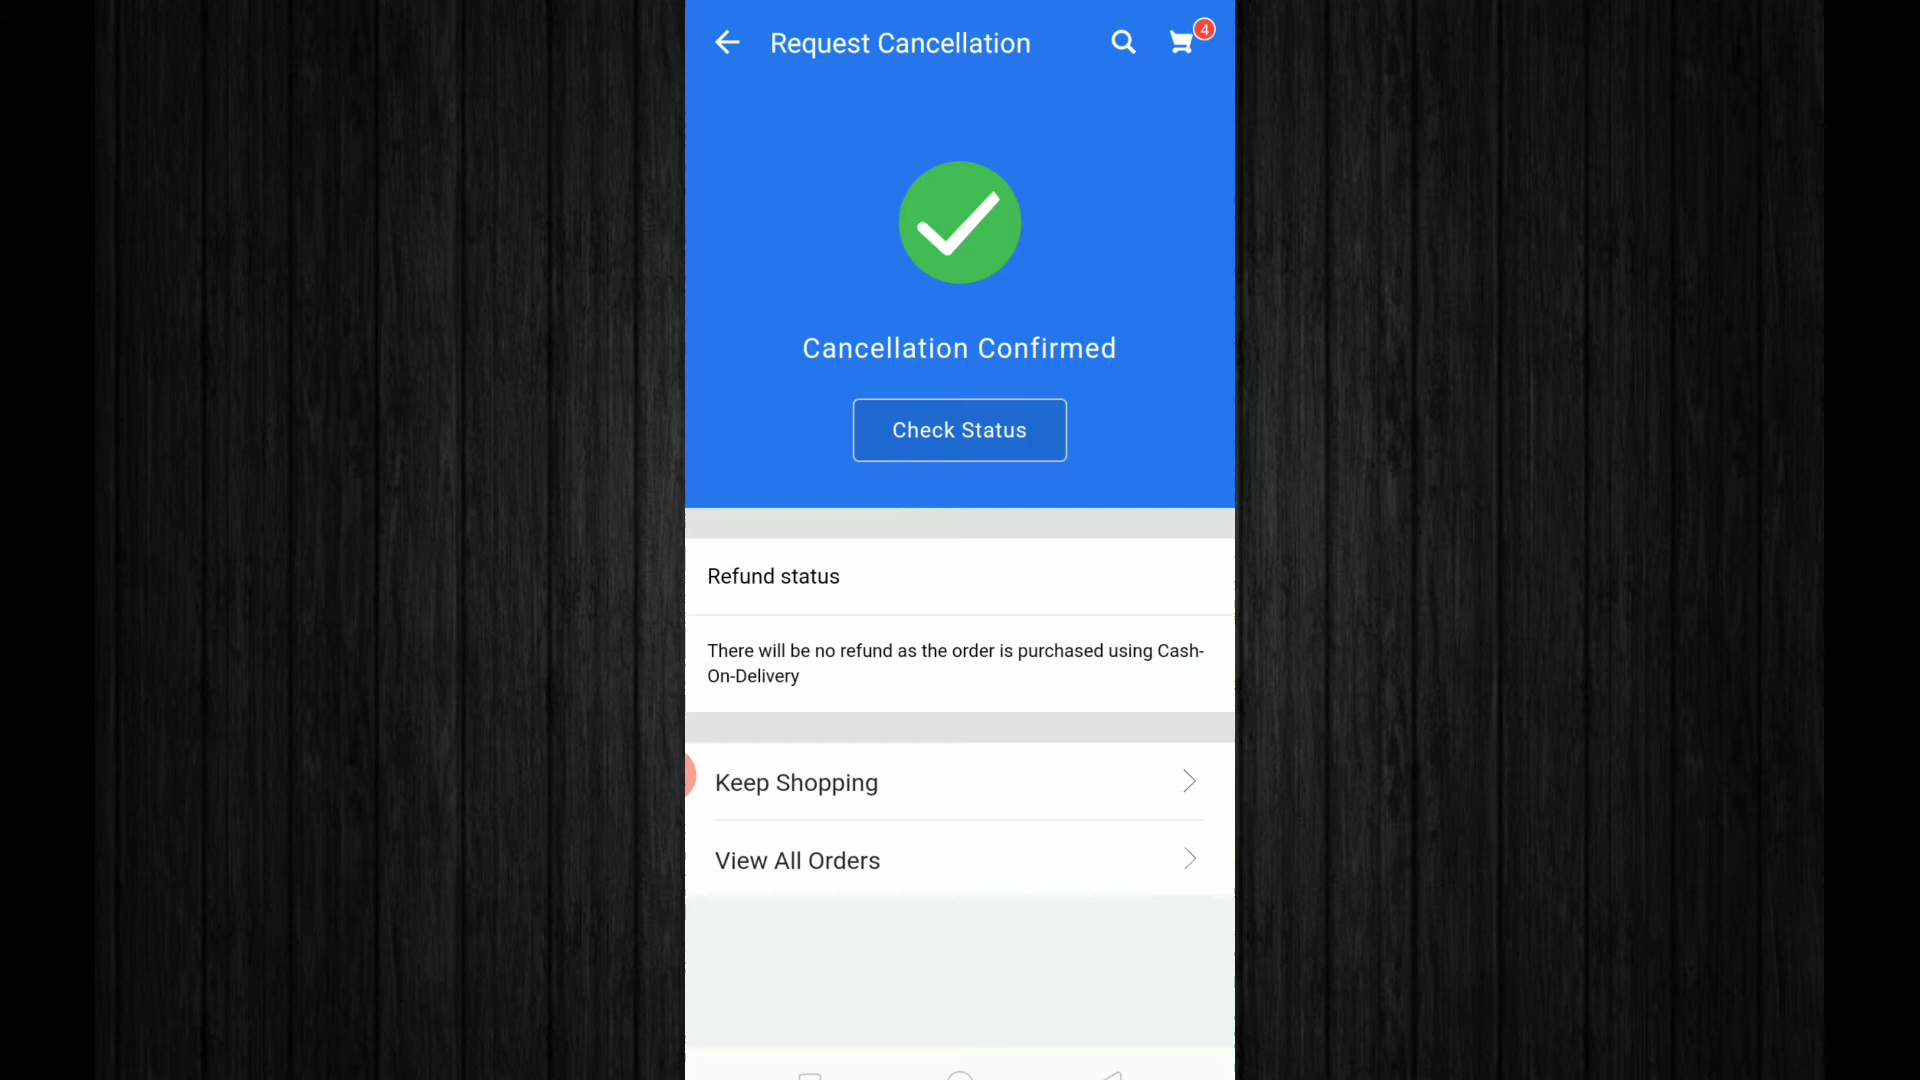 Request Cancellation
4
Cancellation Confirmed
Check Status
Refund status
There will be no refund as the order is purchased using Cash-
On-Delivery
Keep Shopping
View All Orders